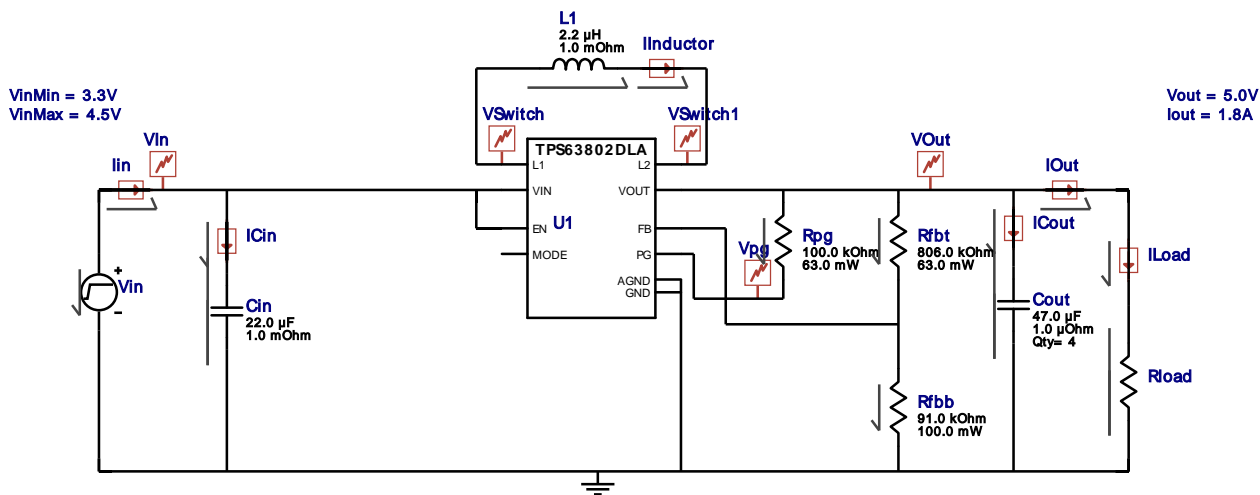 L1
2.2 µH
1.0 mOhm
IInductor
VinMin = 3.3V
VinMax = 4.5V
Vout = 5.0V
Iout = 1.8A
VSwitch
VSwitch1
TPS63802DLA
L1
L2
VIN
VOUT
EN
U1
FB
MODE
PG
AGND
GND
Iin
VIn
VOut
IOut
ICin
Vpg
Rpg
100.0 kOhm
63.0 mW
Rfbt
806.0 kOhm
63.0 mW
ICout
ILoad
+
Vin
-
Cin
22.0 µF
1.0 mOhm
Cout
47.0 µF
1.0 µOhm
Qty= 4
Rload
Rfbb
91.0 kOhm
100.0 mW